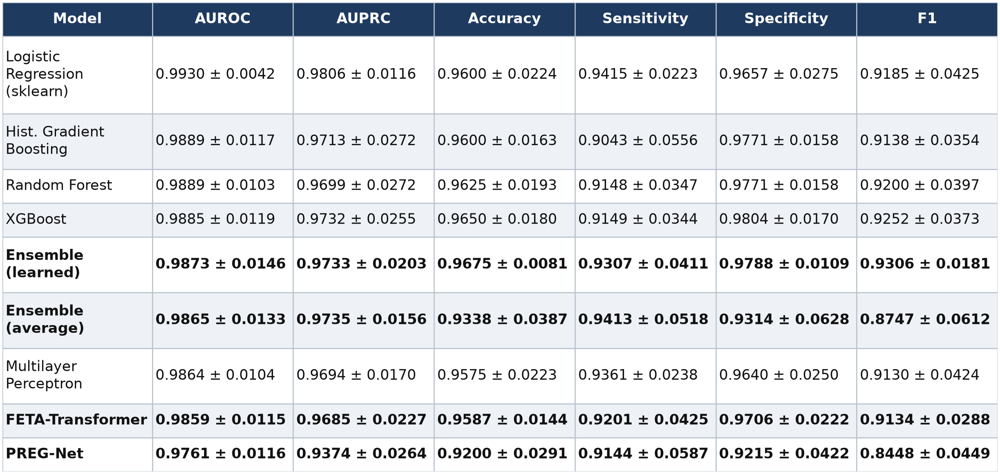 Model AUROC AUPRC Accuracy Sensitivity Specificity F1
Logistic
Regression
(sklearn)
0.9930 ± 0.0042 0.9806 ± 0.0116 0.9600 ± 0.0224 0.9415 ± 0.0223 0.9657 ± 0.0275 0.9185 ± 0.0425
Hist. Gradient
Boosting
0.9889 ± 0.0117 0.9713 ± 0.0272 0.9600 ± 0.0163 0.9043 ± 0.0556 0.9771 ± 0.0158 0.9138 ± 0.0354
Random Forest 0.9889 ± 0.0103 0.9699 ± 0.0272 0.9625 ± 0.0193 0.9148 ± 0.0347 0.9771 ± 0.0158 0.9200 ± 0.0397
XGBoost 0.9885 ± 0.0119 0.9732 ± 0.0255 0.9650 ± 0.0180 0.9149 ± 0.0344 0.9804 ± 0.0170 0.9252 ± 0.0373
Ensemble
(learned)
0.9873 ± 0.0146 0.9733 ± 0.0203 0.9675 ± 0.0081 0.9307 ± 0.0411 0.9788 ± 0.0109 0.9306 ± 0.0181
Ensemble
(average)
0.9865 ± 0.0133 0.9735 ± 0.0156 0.9338 ± 0.0387 0.9413 ± 0.0518 0.9314 ± 0.0628 0.8747 ± 0.0612
Multilayer
Perceptron
0.9864 ± 0.0104 0.9694 ± 0.0170 0.9575 ± 0.0223 0.9361 ± 0.0238 0.9640 ± 0.0250 0.9130 ± 0.0424
FETA-Transformer 0.9859 ± 0.0115 0.9685 ± 0.0227 0.9587 ± 0.0144 0.9201 ± 0.0425 0.9706 ± 0.0222 0.9134 ± 0.0288
PREG-Net 0.9761 ± 0.0116 0.9374 ± 0.0264 0.9200 ± 0.0291 0.9144 ± 0.0587 0.9215 ± 0.0422 0.8448 ± 0.0449